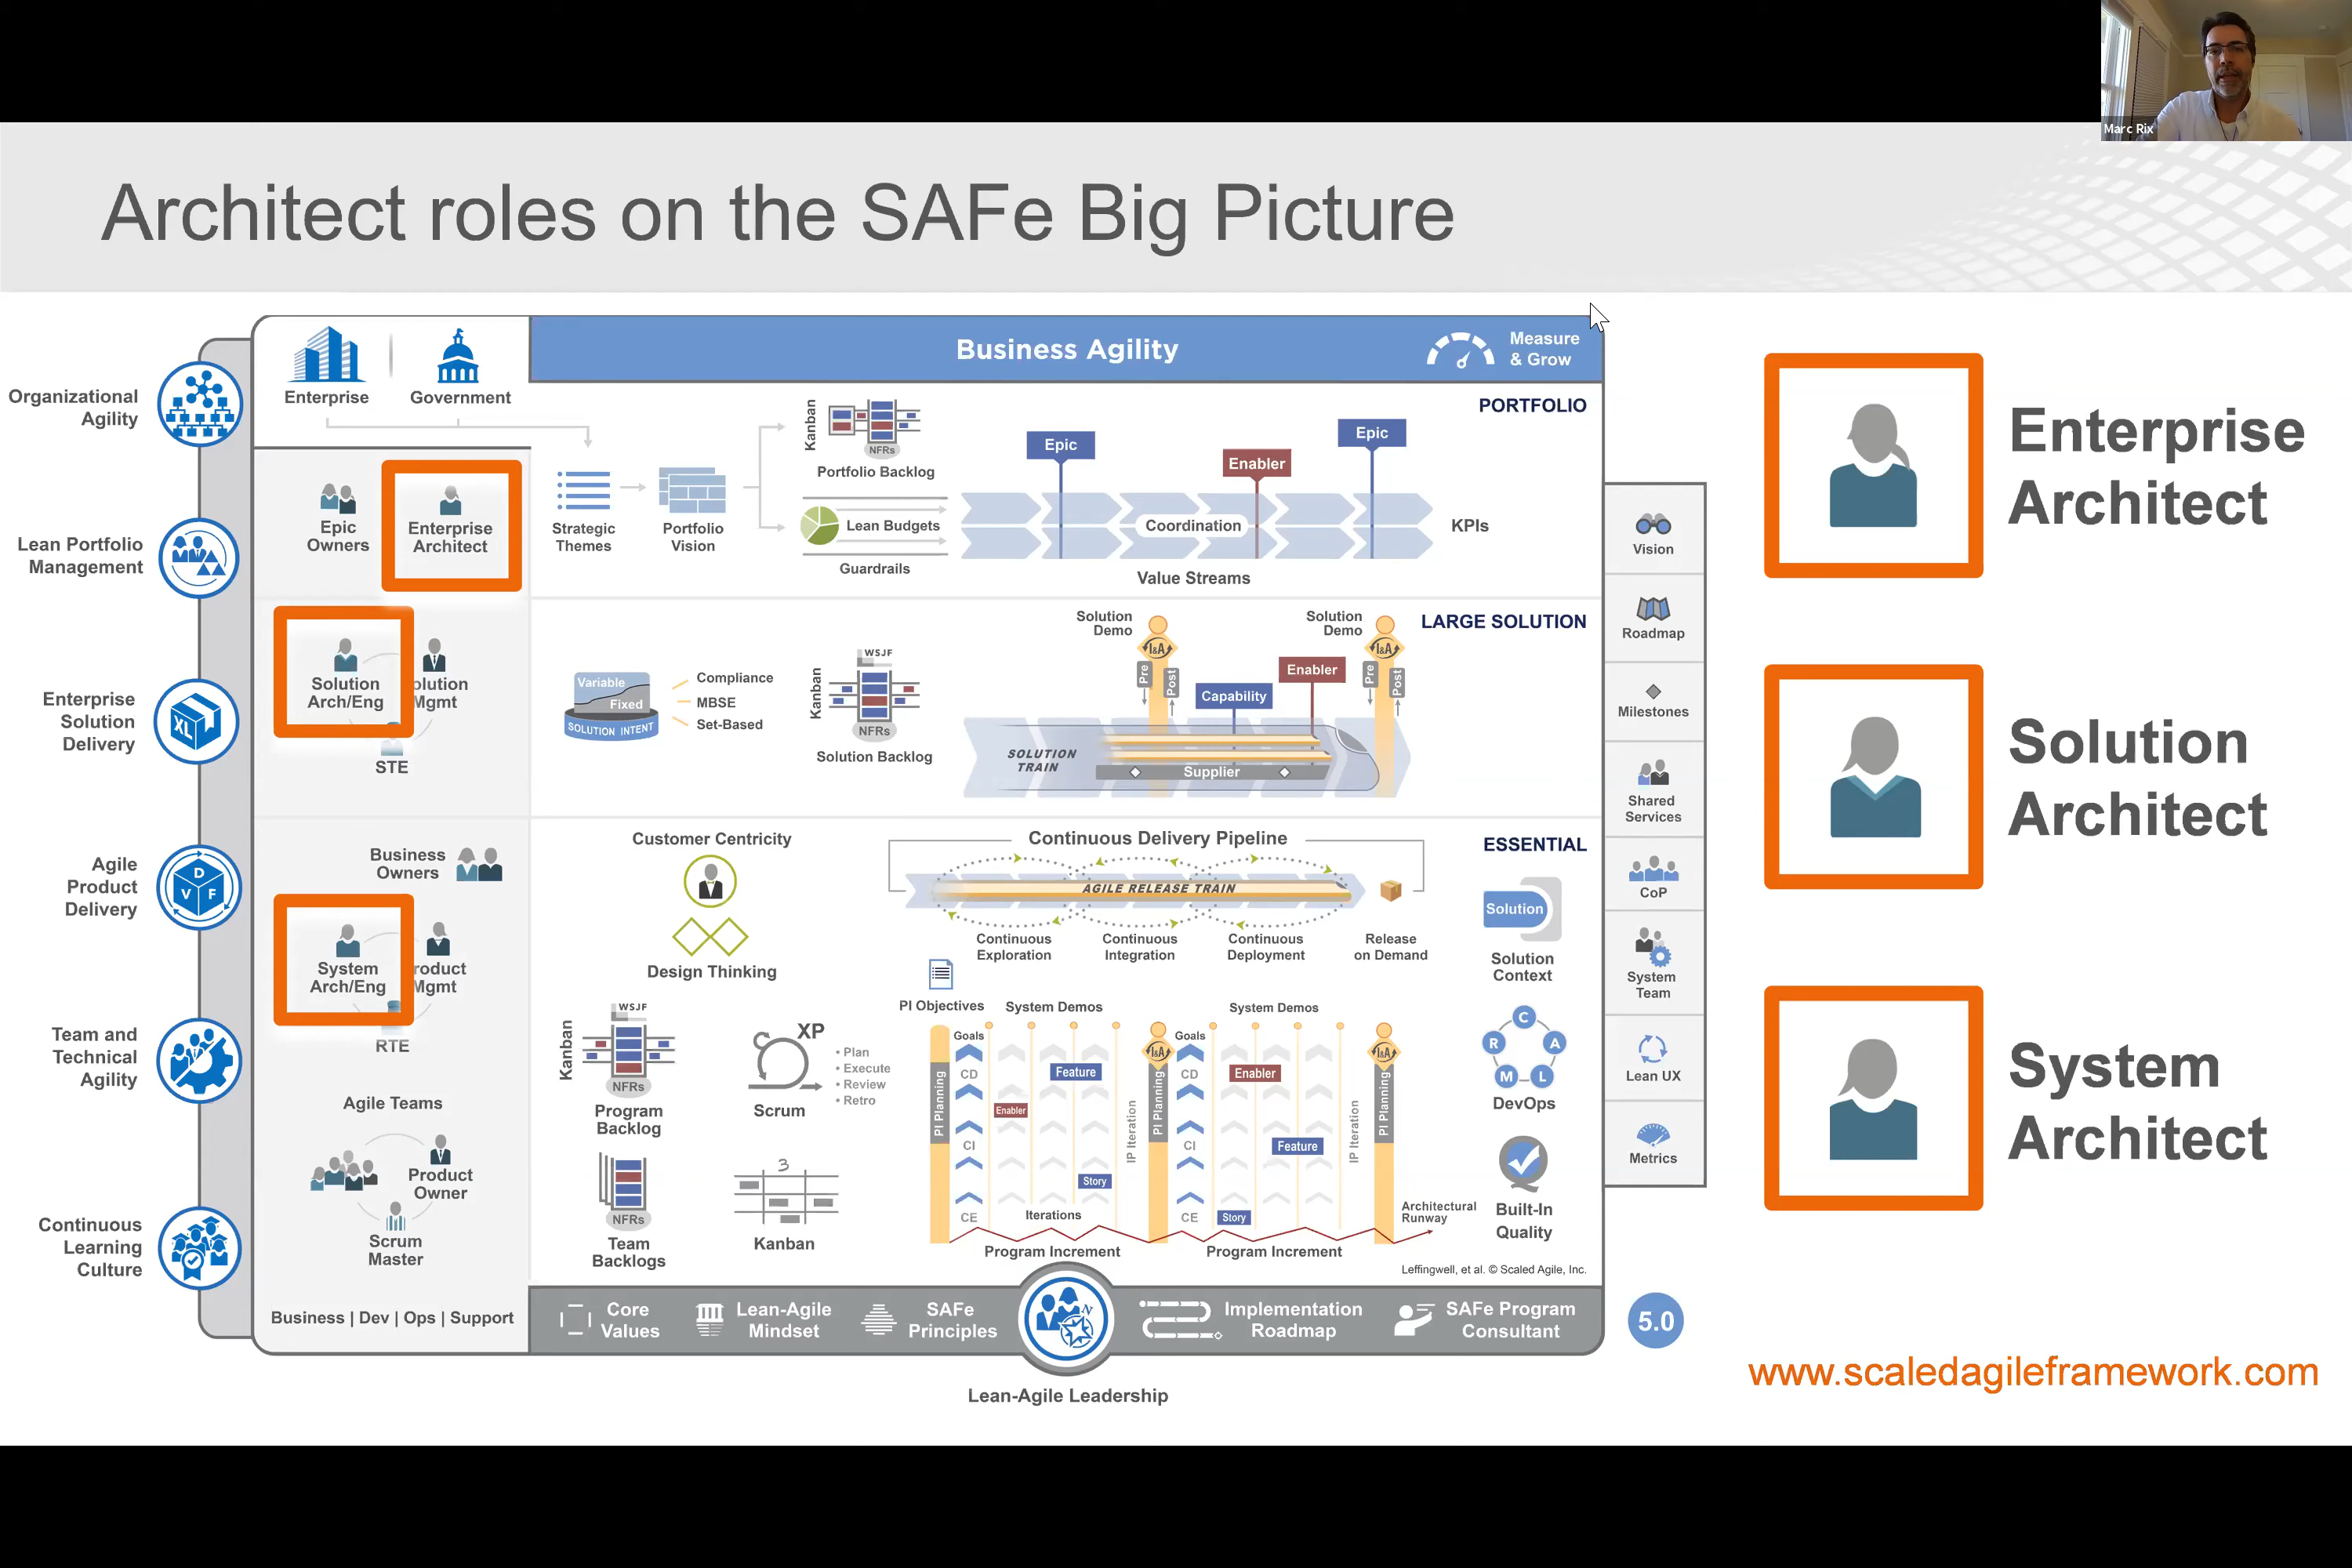 Marc Rix
Architect roles on the SAFe Big Picture
Organizational
Agility
Lean Portfolio
Management
Enterprise
Solution
Delivery
XL
Agile
Product
Delivery
D
V F
Team and
Technical
Agility
Continuous
Learning
Culture
Enterprise
Government
Business Agility
Measure
& Grow
PORTFOLIO
Epic
Owners
Enterprise
Architect
Strategic
Themes
Portfolio
Vision
Kanban
NFRs
Portfolio Backlog
Lean Budgets
Guardrails
Epic
Enabler
Epic
Coordination
KPIs
Value Streams
LARGE SOLUTION
Solution
Arch/Eng
olution
Mgmt
STE
Variable
Fixed
SOLUTION INTENT
Compliance
MBSE
Set-Based
Kanban
WSJF
NFRs
Solution Backlog
Solution
Demo
I&A
Pre
Post
Capability
Enabler
Solution
Demo
I&A
Pre
Post
SOLUTION
TRAIN
Supplier
ESSENTIAL
Business
Owners
System
Arch/Eng
roduct
Mgmt
RTE
Agile Teams
Product
Owner
Scrum
Master
Business | Dev | Ops | Support
Customer Centricity
Design Thinking
Continuous Delivery Pipeline
AGILE RELEASE TRAIN
Continuous
Exploration
Continuous
Integration
Continuous
Deployment
Release
on Demand
Solution
Solution
Context
Kanban
WSJF
NFRs
Program
Backlog
XP
• Plan
• Execute
• Review
• Retro
Scrum
NFRs
Team
Backlogs
3
Kanban
PI Objectives
System Demos
System Demos
PI Planning
Goals
CD
CI
CE
Feature
Enabler
Story
Iterations
IP Iteration
I&A
PI Planning
Goals
CD
CI
CE
Enabler
Feature
Story
IP Iteration
I&A
PI Planning
Architectural
Runway
Program Increment
Program Increment
C
R A
M L
DevOps
Built-In
Quality
Leffingwell, et al. © Scaled Agile, Inc.
Vision
Roadmap
Milestones
Shared
Services
CoP
System
Team
Lean UX
Metrics
Core
Values
Lean-Agile
Mindset
SAFe
Principles
N
Implementation
Roadmap
SAFe Program
Consultant
Lean-Agile Leadership
5.0
Enterprise
Architect
Solution
Architect
System
Architect
www.scaledagileframework.com